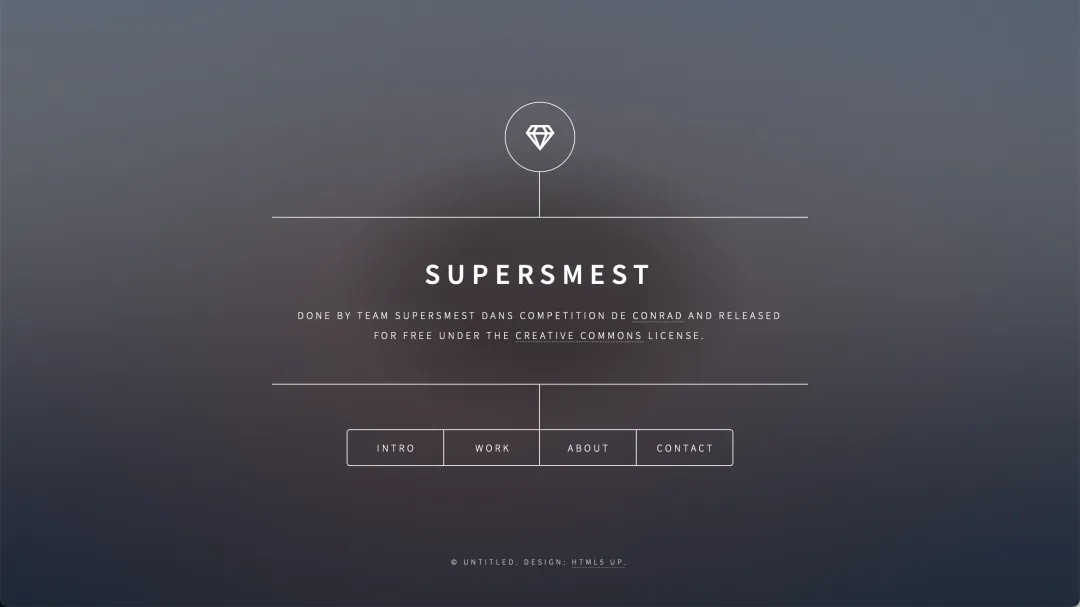 SUPERSMEST
DONE BY TEAM SUPERSMEST DANS COMPETITION DE CONRAD AND RELEASED
FOR FREE UNDER THE CREATIVE COMMONS LICENSE.
INTRO
WORK
ABOUT
CONTACT
© UNTITLED. DESIGN: HTML5 UP.